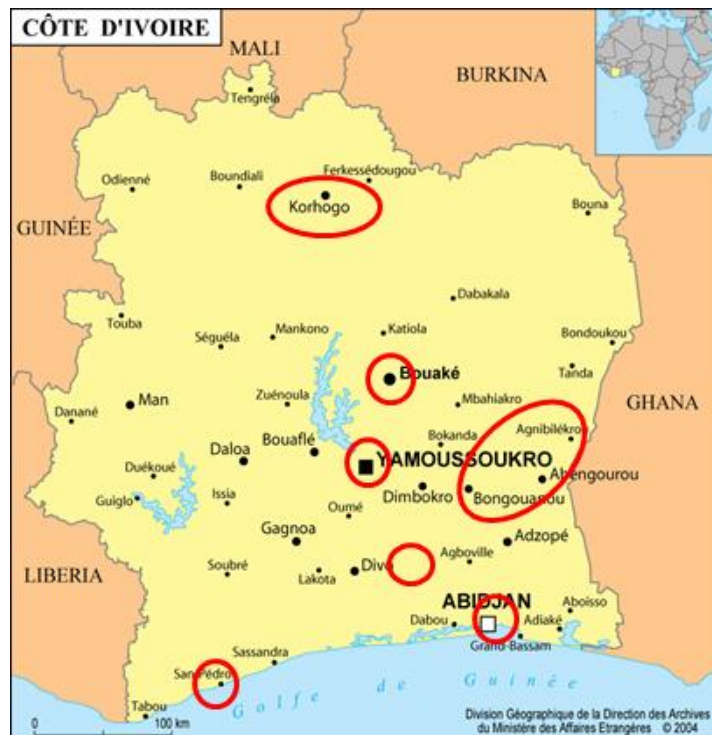 CÔTE D'IVOIRE
MALI
BURKINA
Tengréla
Odienné
Boundiali
Ferkessédougou
Korhogo
Bouna
GUINÉE
Dabakala
Touba
Séguéla
Mankono
Katiola
Bondoukou
Bouaké
Tanda
Man
Zuénoula
Mbahiakro
GHANA
Danané
Agnibilékrou
Bokanda
Bouaflé
YAMOUSSOUKRO
Daloa
Duékoué
Abengourou
Guiglo
Issia
Dimbokro
Bongouanou
Oumé
Gagnoa
Adzopé
LIBERIA
Soubré
Lakota
Divo
Agboville
ABIDJAN
Aboisso
Dabou
Adiaké
Grand-Bassam
Sassandra
San-Pédro
Golfe de Guinée
Tabou
0 100 km
Division Géographique de la Direction des Archives
du Ministère des Affaires Etrangères © 2004